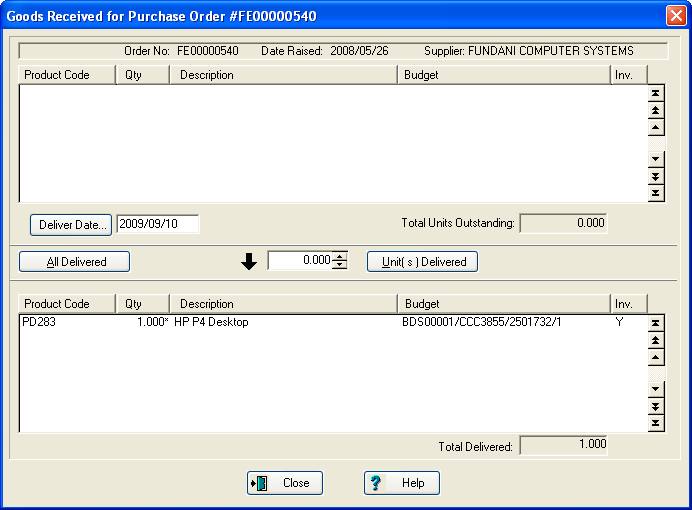 Goods Received for Purchase Order #FE00000540
Order No: FE00000540 Date Raised: 2008/05/26 Supplier: FUNDANI COMPUTER SYSTEMS
Product Code Qty Description Budget Inv.
Deliver Date... 2009/09/10 Total Units Outstanding: 0.000
All Delivered 0.000 Unit( s ) Delivered
Product Code Qty Description Budget Inv.
PD283 1.000* HP P4 Desktop BDS00001/CCC3855/2501732/1 Y
Total Delivered: 1.000
Close ? Help